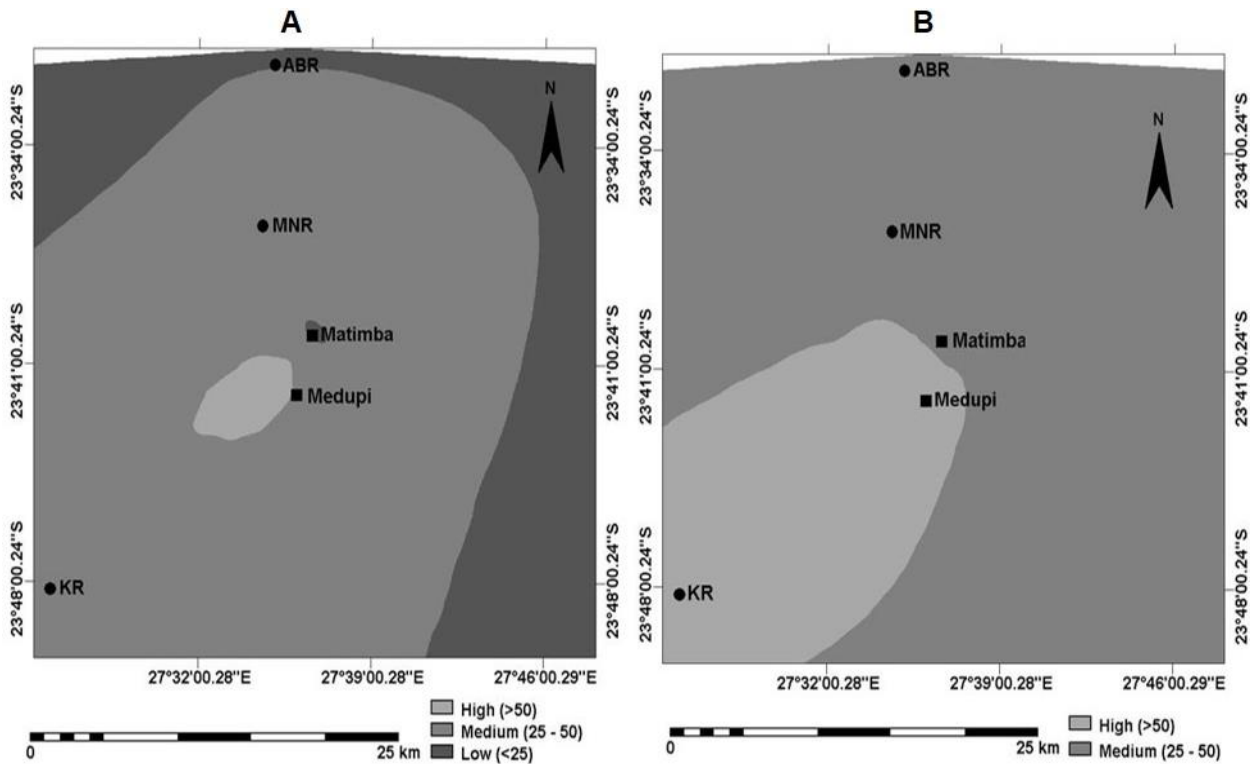 A
B
ABR
N
MNR
Matimba
Medupi
KR
23°34'00.24"S
23°41'00.24"S
23°48'00.24"S
23°34'00.24"S
23°41'00.24"S
23°48'00.24"S
27°32'00.28"E
27°39'00.28"E
27°46'00.29"E
0
25 km
High (>50)
Medium (25 - 50)
Low (<25)
ABR
N
MNR
Matimba
Medupi
KR
23°34'00.24"S
23°41'00.24"S
23°48'00.24"S
23°34'00.24"S
23°41'00.24"S
23°48'00.24"S
27°32'00.28"E
27°39'00.28"E
27°46'00.29"E
0
25 km
High (>50)
Medium (25 - 50)